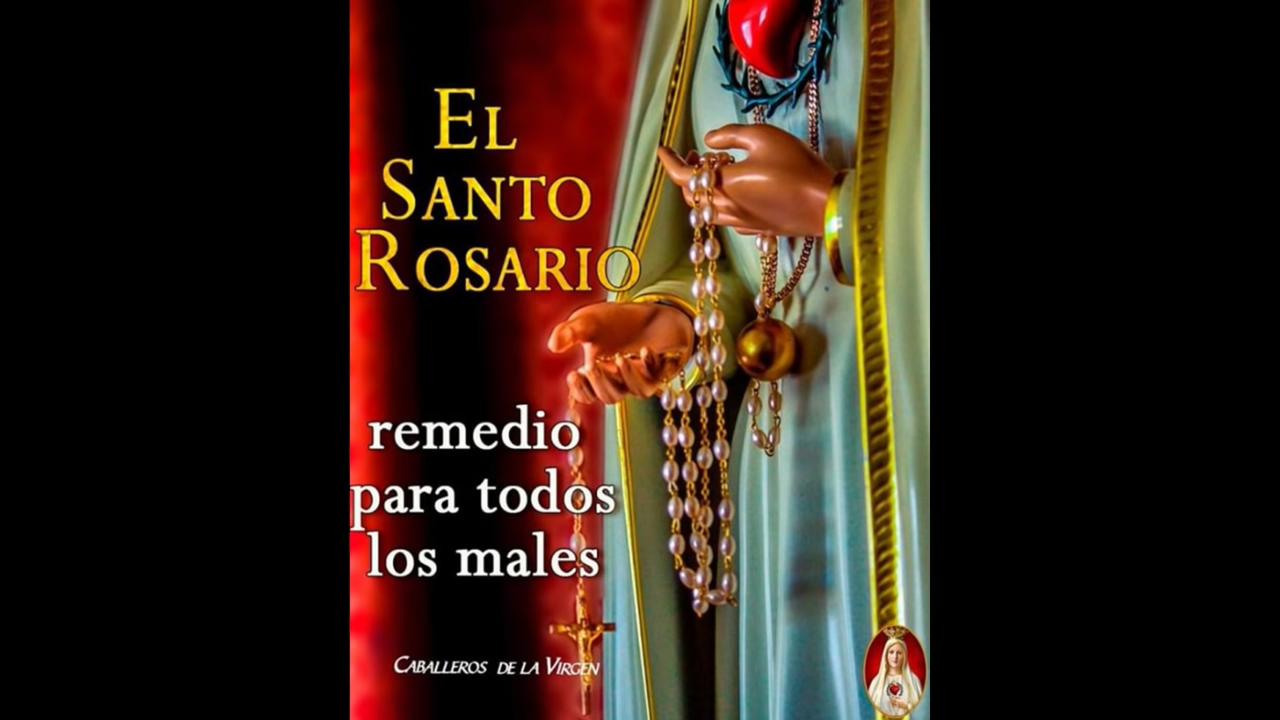 El
Santo
Rosario
remedio
para todos
los males
Caballeros de la Virgen